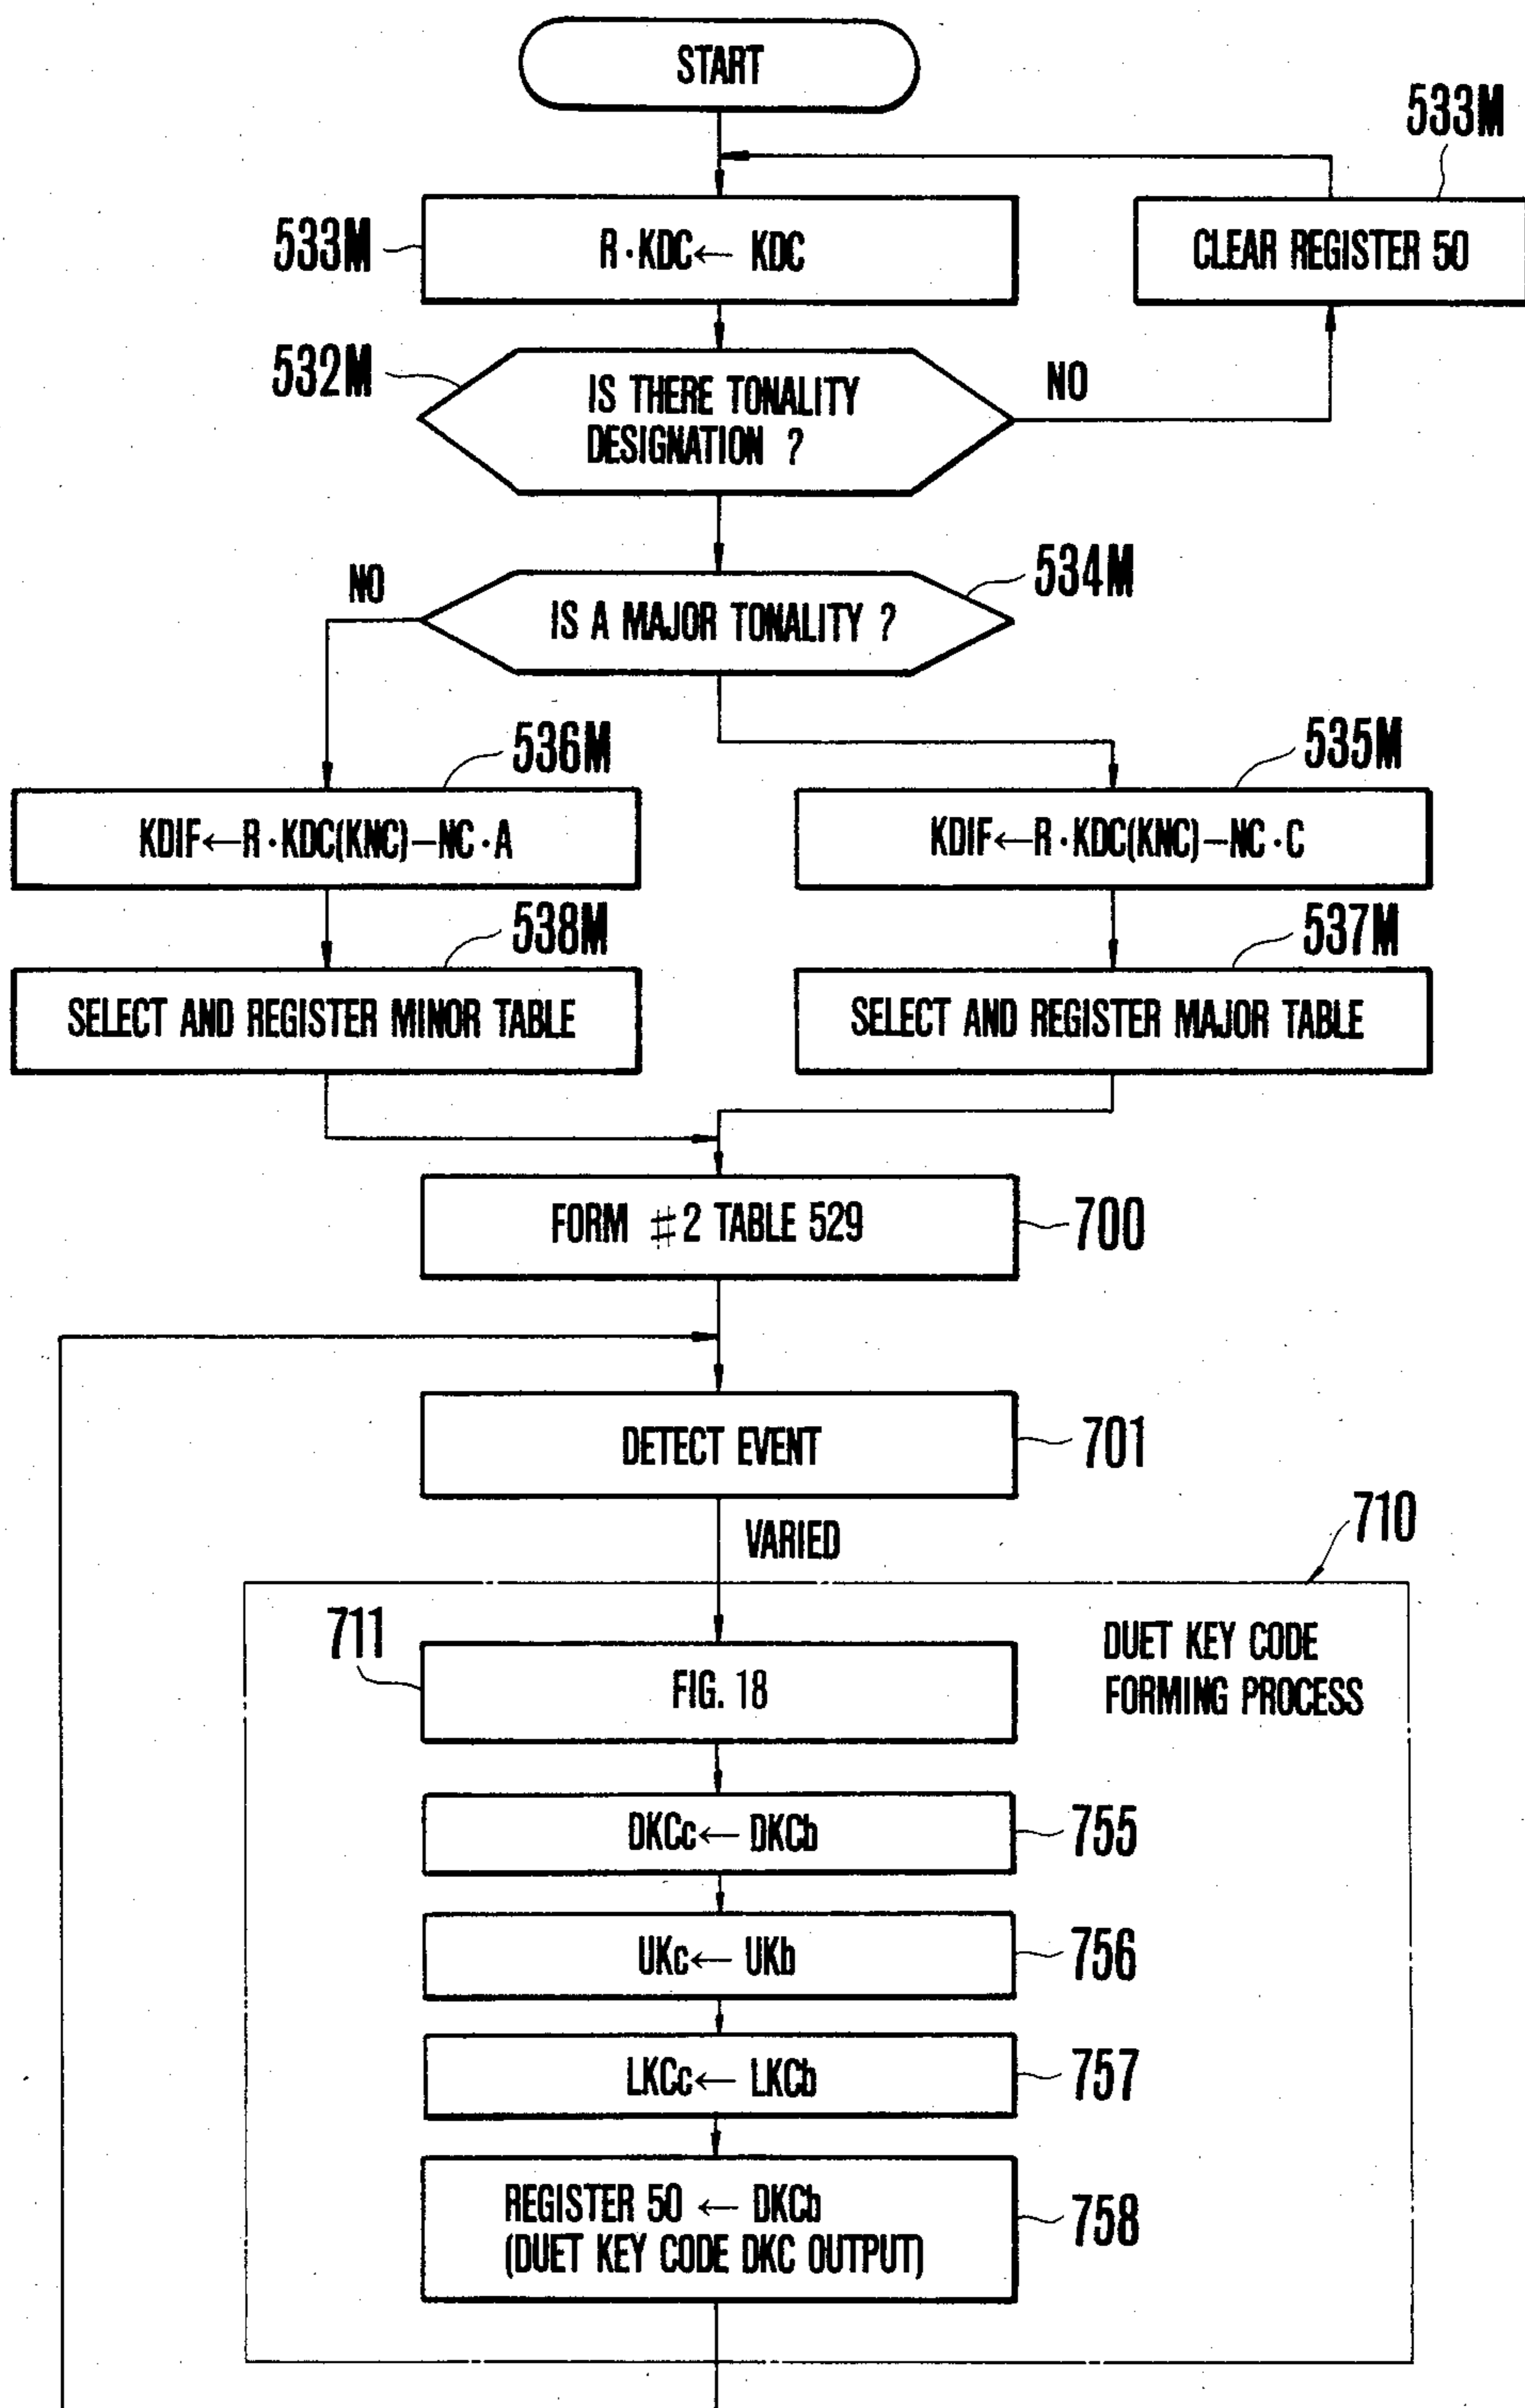 START
533M
533M
R·KDC← KDC
CLEAR REGISTER 50
532M
IS THERE TONALITY
DESIGNATION ?
NO
534M
NO
IS A MAJOR TONALITY ?
536M
535M
KDIF←R·KDC(KNC)–NC·A
KDIF←R·KDC(KNC)–NC·C
538M
537M
SELECT AND REGISTER MINOR TABLE
SELECT AND REGISTER MAJOR TABLE
FORM #2 TABLE 529
700
DETECT EVENT
701
VARIED
710
711
DUET KEY CODE
FORMING PROCESS
FIG. 18
DKCc← DKCb
755
UKc← UKb
756
LKCc← LKCb
757
REGISTER 50 ← DKCb
(DUET KEY CODE DKC OUTPUT)
758